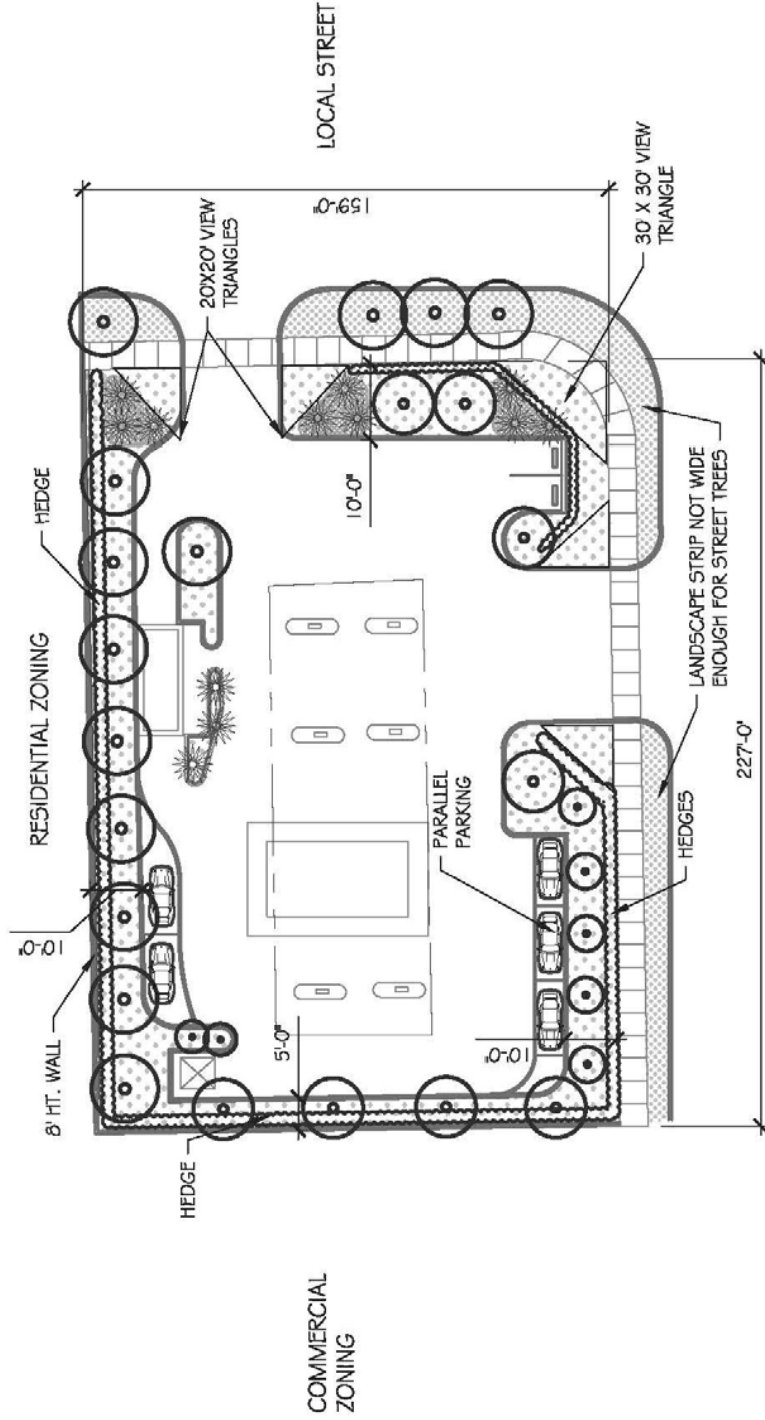 LOCAL STREET
159'-0"
20'X20' VIEW
TRIANGLES
30' X 30' VIEW
TRIANGLE
HEDGE
10'-0"
RESIDENTIAL ZONING
LANDSCAPE STRIP NOT WIDE
ENOUGH FOR STREET TREES
227'-0"
PARALLEL
PARKING
HEDGES
10'-0"
8' HT. WALL
5'-0"
10'-0"
HEDGE
COMMERCIAL
ZONING